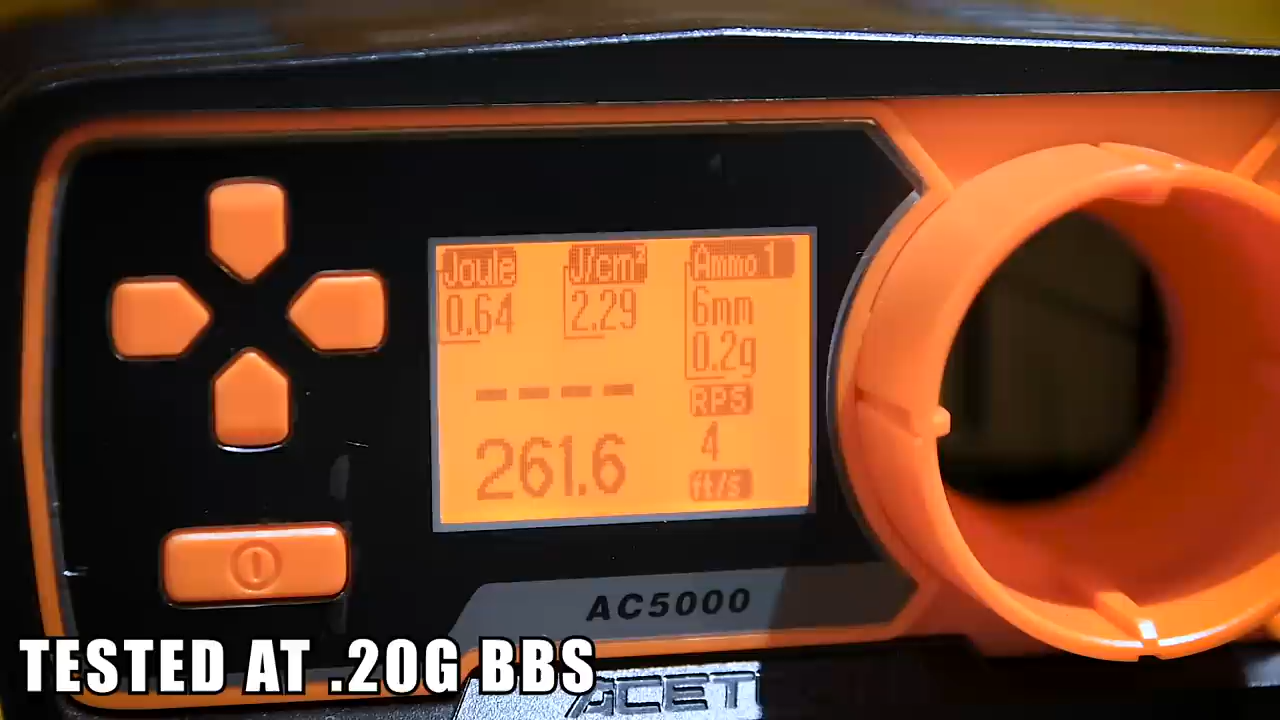 Joule J/cm² Ammo 1
0.64 2.29 6mm
0.2g
---- RPS
261.6 4
ft/s
AC5000
TESTED AT .20G BBS